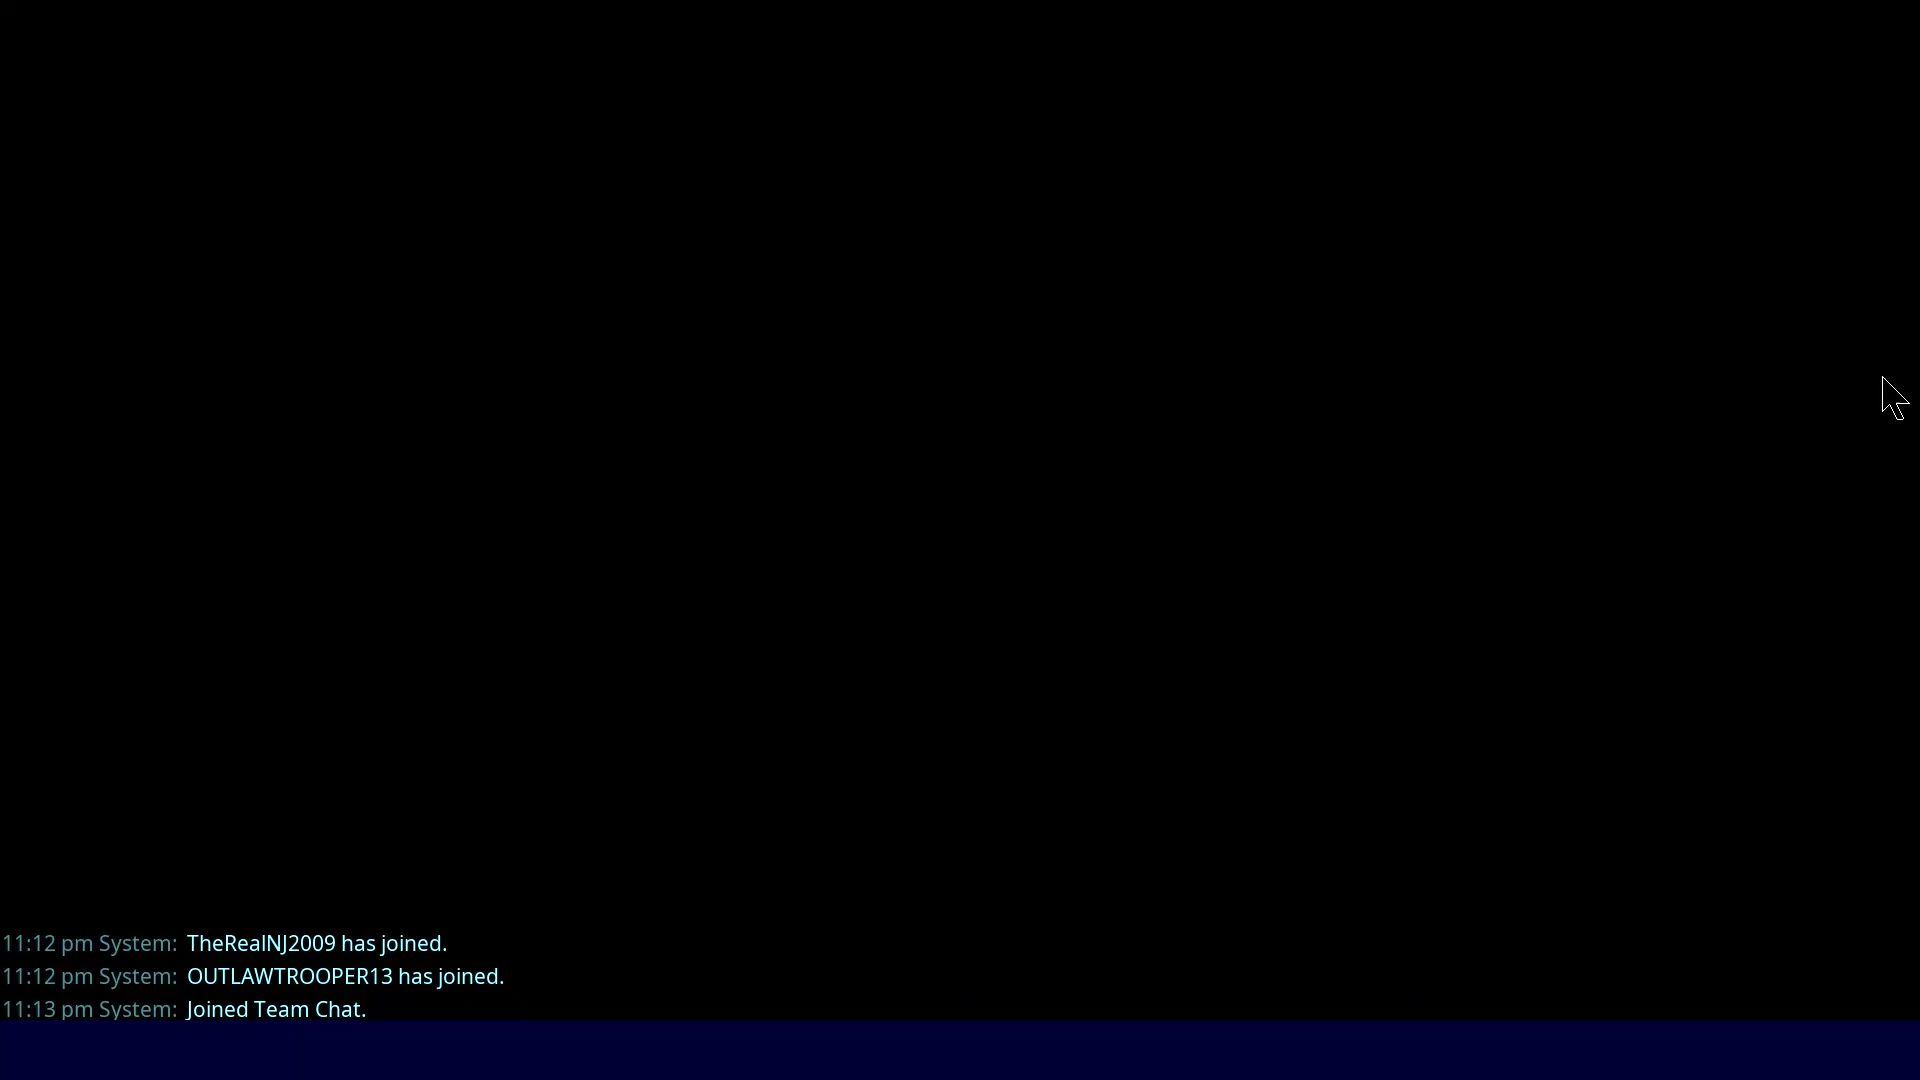 11:12 pm System: TheRealNJ2009 has joined.
11:12 pm System: OUTLAWTROOPER13 has joined.
11:13 pm System: Joined Team Chat.